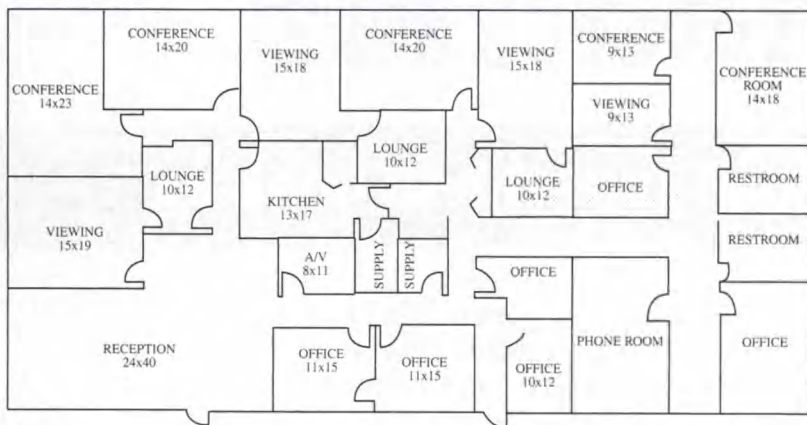 CONFERENCE
14x20
CONFERENCE
14x23
VIEWING
15x18
CONFERENCE
14x20
VIEWING
15x18
CONFERENCE
9x13
CONFERENCE
ROOM
14x18
VIEWING
9x13
LOUNGE
10x12
LOUNGE
10x12
LOUNGE
10x12
OFFICE
RESTROOM
KITCHEN
13x17
VIEWING
15x19
RESTROOM
A/V
8x11
SUPPLY
SUPPLY
OFFICE
RECEPTION
24x40
OFFICE
11x15
OFFICE
11x15
OFFICE
10x12
PHONE ROOM
OFFICE